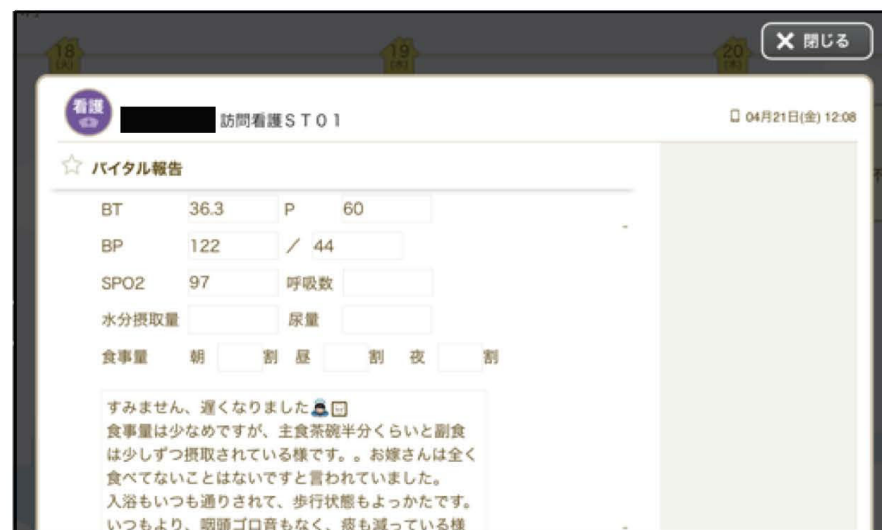 18
(火)
19
(水)
20
(木)
× 閉じる
看護
訪問看護ST01
04月21日(金) 12:08
☆ バイタル報告
BT 36.3 P 60
BP 122 / 44
SPO2 97 呼吸数
水分摂取量 尿量
食事量 朝 割 昼 割 夜 割
すみません、遅くなりました
食事量は少なめですが、主食茶碗半分くらいと副食
は少しずつ摂取されている様です。。お嫁さんは全く
食べてないことはないですと言われていました。
入浴もいつも通りされて、歩行状態もよっかたです。
いつもより、咽頭ゴロ音もなく、痰も減っている様